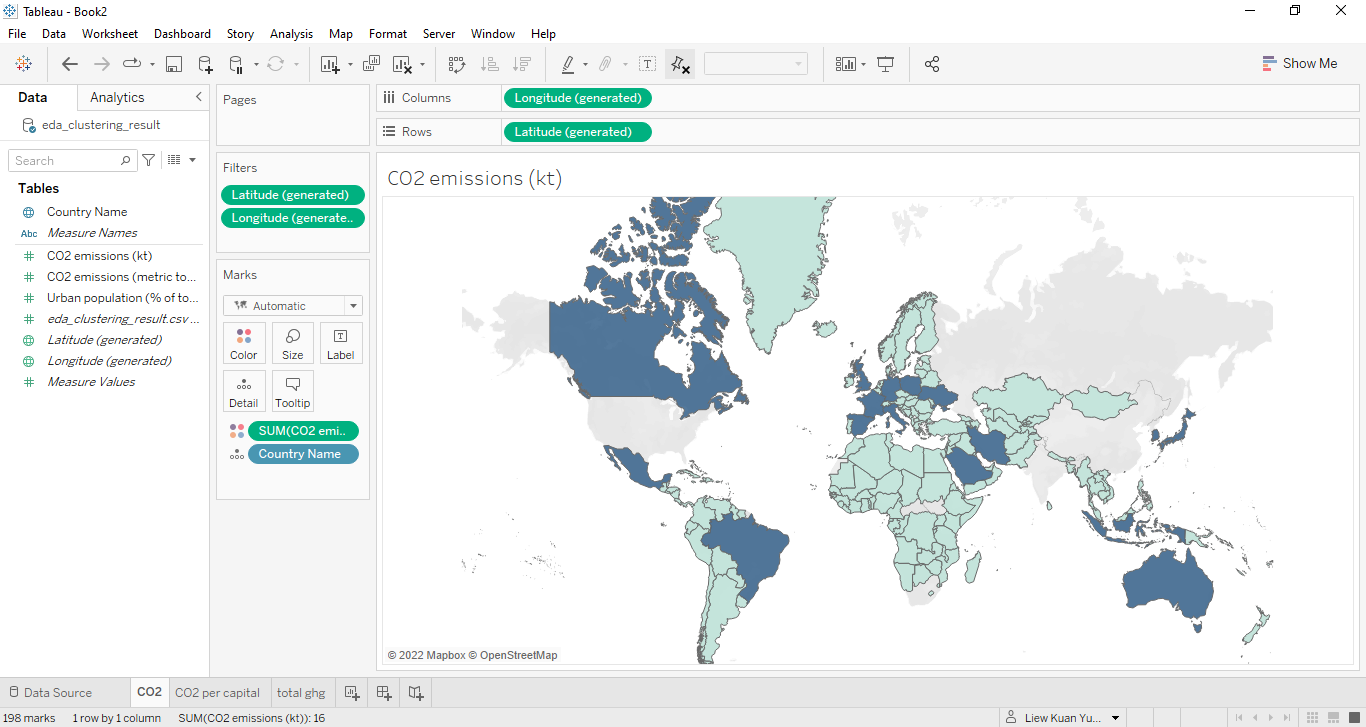 Tableau - Book2
File Data Worksheet Dashboard Story Analysis Map Format Server Window Help
Show Me
Data Analytics
Pages
Columns Longitude (generated)
eda_clustering_result
Rows Latitude (generated)
Search
Filters
Tables
Latitude (generated)
Longitude (generate..
CO2 emissions (kt)
Country Name
Abc Measure Names
CO2 emissions (kt)
CO2 emissions (metric to...
Urban population (% of to...
eda_clustering_result.csv ...
Latitude (generated)
Longitude (generated)
Measure Values
Marks
Automatic
Color Size Label
Detail Tooltip
SUM(CO2 emi..
Country Name
© 2022 Mapbox © OpenStreetMap
Data Source CO2 CO2 per capital total ghg
198 marks 1 row by 1 column SUM(CO2 emissions (kt)): 16 Liew Kuan Yu...